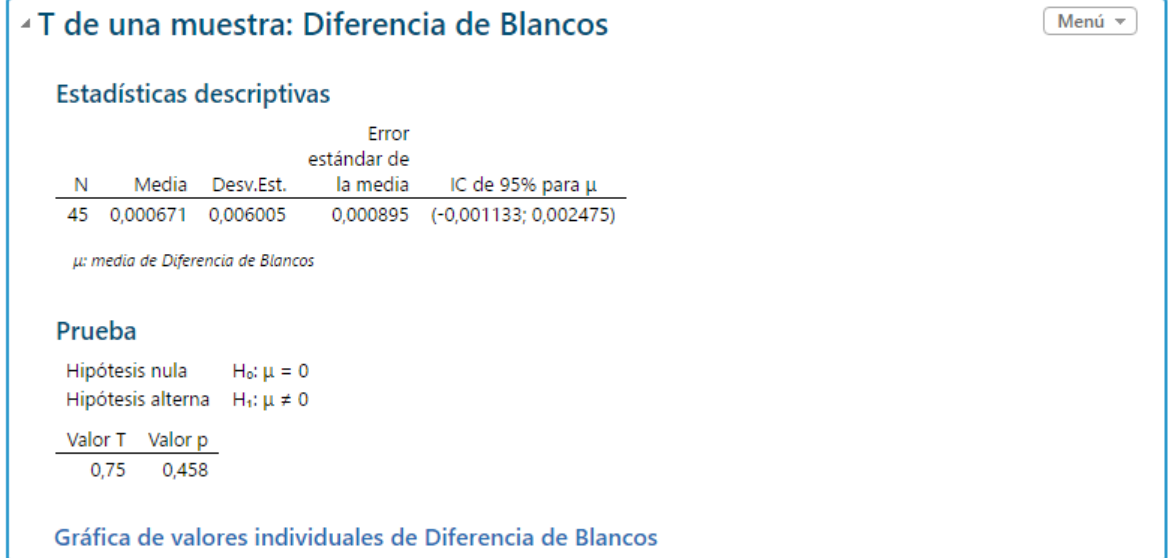 T de una muestra: Diferencia de Blancos
Menú
Estadísticas descriptivas
Error
estándar de
N Media Desv.Est. la media IC de 95% para μ
45 0,000671 0,006005 0,000895 (-0,001133; 0,002475)
μ: media de Diferencia de Blancos
Prueba
Hipótesis nula H₀: μ = 0
Hipótesis alterna H₁: μ ≠ 0
Valor T Valor p
0,75 0,458
Gráfica de valores individuales de Diferencia de Blancos